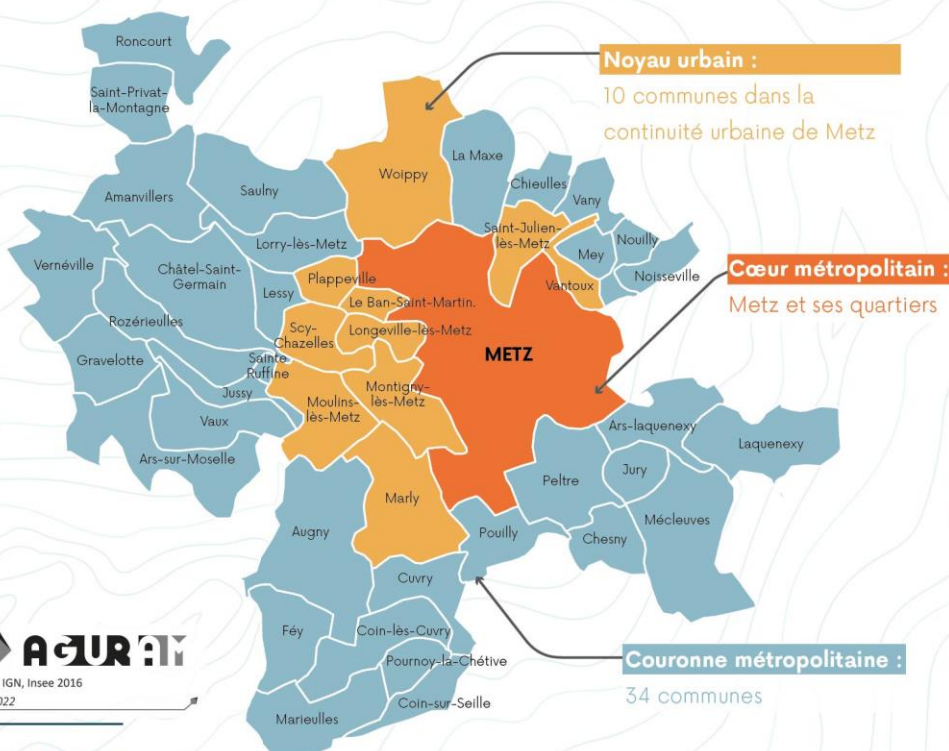 Roncourt
Saint-Privat-
la-Montagne
Noyau urbain :
10 communes dans la
continuité urbaine de Metz
Woippy
La Maxe
Amanvillers
Saulny
Chieulles
Vany
Saint-Julien-
lès-Metz
Nouilly
Mey
Noisseville
Lorry-lès-Metz
Vernéville
Châtel-Saint-
Germain
Plappeville
Vantoux
Cœur métropolitain :
Metz et ses quartiers
Lessy
Le Ban-Saint-Martin.
Rozérieulles
Scy-
Chazelles
Longeville-lès-Metz
METZ
Gravelotte
Sainte
Ruffine
Jussy
Montigny-
lès-Metz
Moulins-
lès-Metz
Vaux
Ars-sur-Moselle
Ars-laquenexy
Laquenexy
Peltre
Jury
Marly
Mécleuves
Augny
Pouilly
Chesny
Cuvry
Féy
Coin-lès-Cuvry
Pournoy-la-Chétive
Coin-sur-Seille
Marieulles
Couronne métropolitaine :
34 communes
AGURAM
IGN, Insee 2016
022